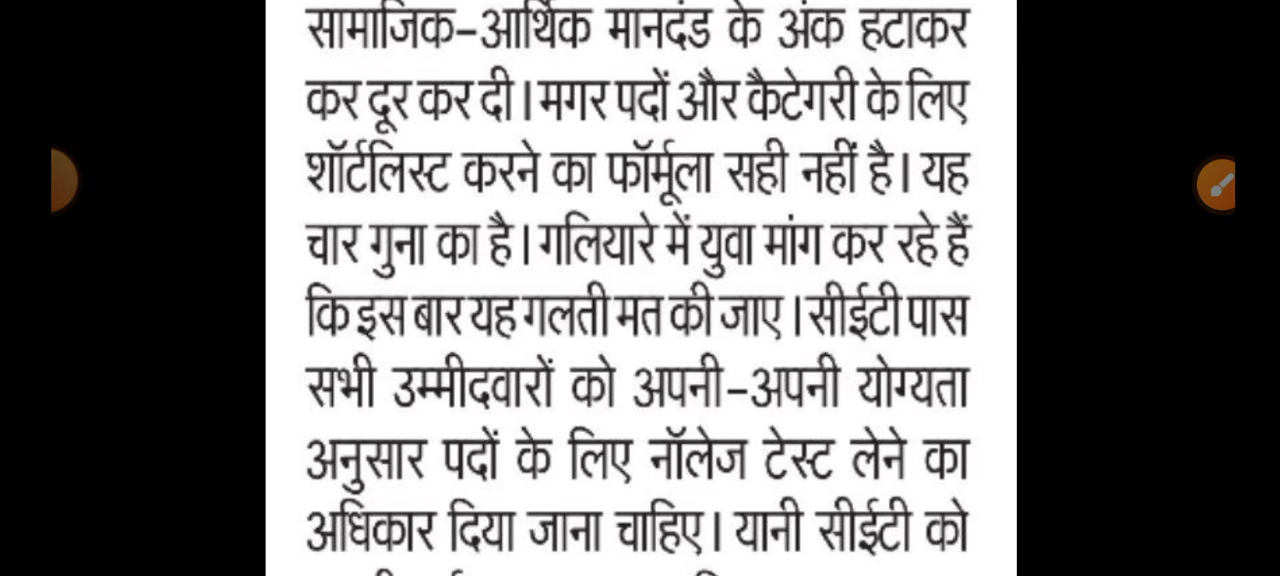 सामाजिक-आर्थिक मानदंड के अंक हटाकर
कर दूर कर दी। मगर पदों और कैटेगरी के लिए
शॉर्टलिस्ट करने का फॉर्मूला सही नहीं है। यह
चार गुना का है। गलियारे में युवा मांग कर रहे हैं
कि इस बार यह गलती मत की जाए। सीईटी पास
सभी उम्मीदवारों को अपनी-अपनी योग्यता
अनुसार पदों के लिए नॉलेज टेस्ट लेने का
अधिकार दिया जाना चाहिए। यानी सीईटी को